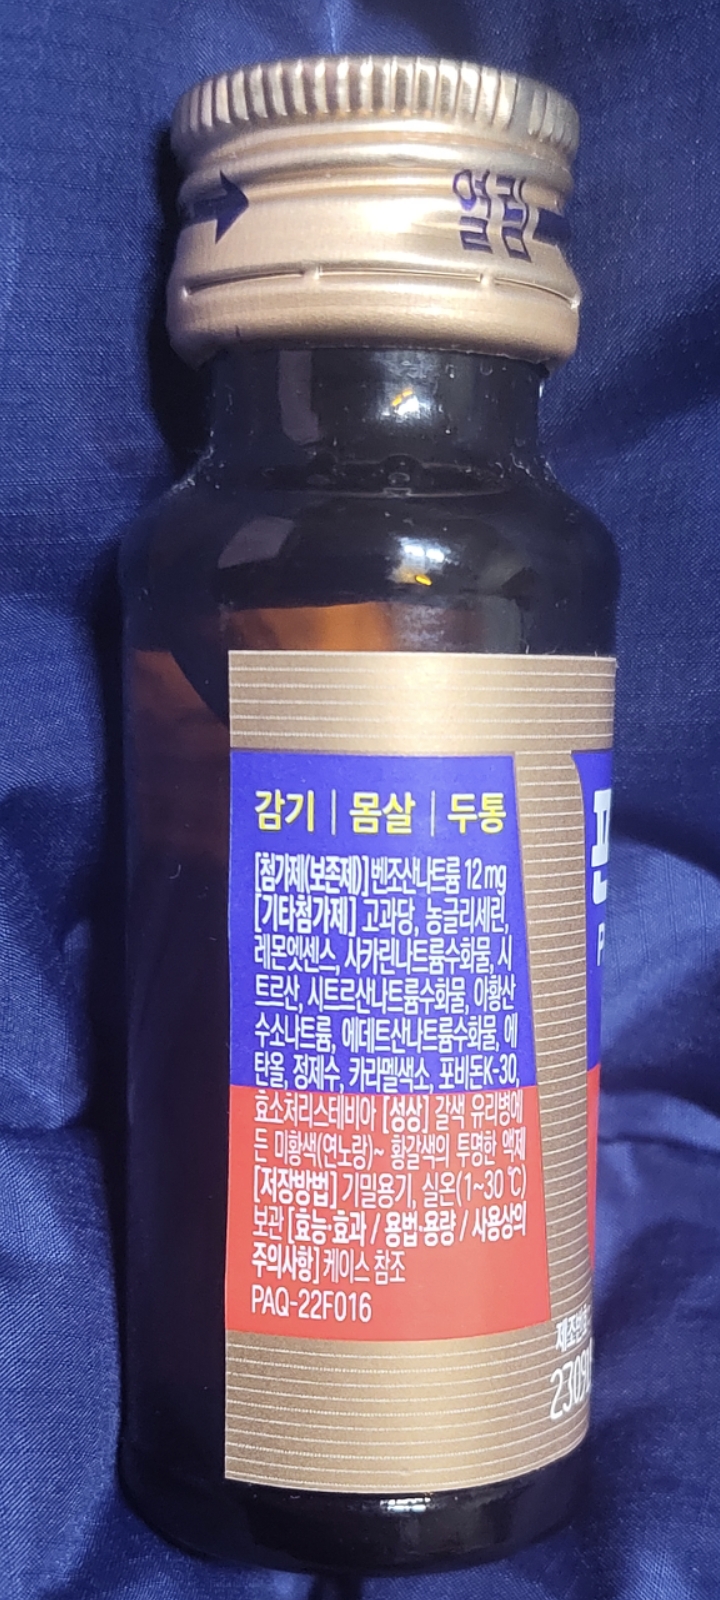 열림
감기 | 몸살 | 두통
[첨가제(보존제)] 벤조산나트륨 12 mg
[기타첨가제] 고과당, 농글리세린,
레몬엣센스, 사카린나트륨수화물, 시
트르산, 시트르산나트륨수화물, 아황산
수소나트륨, 에데트산나트륨수화물, 에
탄올, 정제수, 카라멜색소, 포비돈K-30,
효소처리스테비아 [성상] 갈색 유리병에
든 미황색(연노랑)~ 황갈색의 투명한 액제
[저장방법] 기밀용기, 실온(1~30 ℃)
보관 [효능·효과 / 용법·용량 / 사용상의
주의사항] 케이스 참조
PAQ-22F016
판
P
제조번호